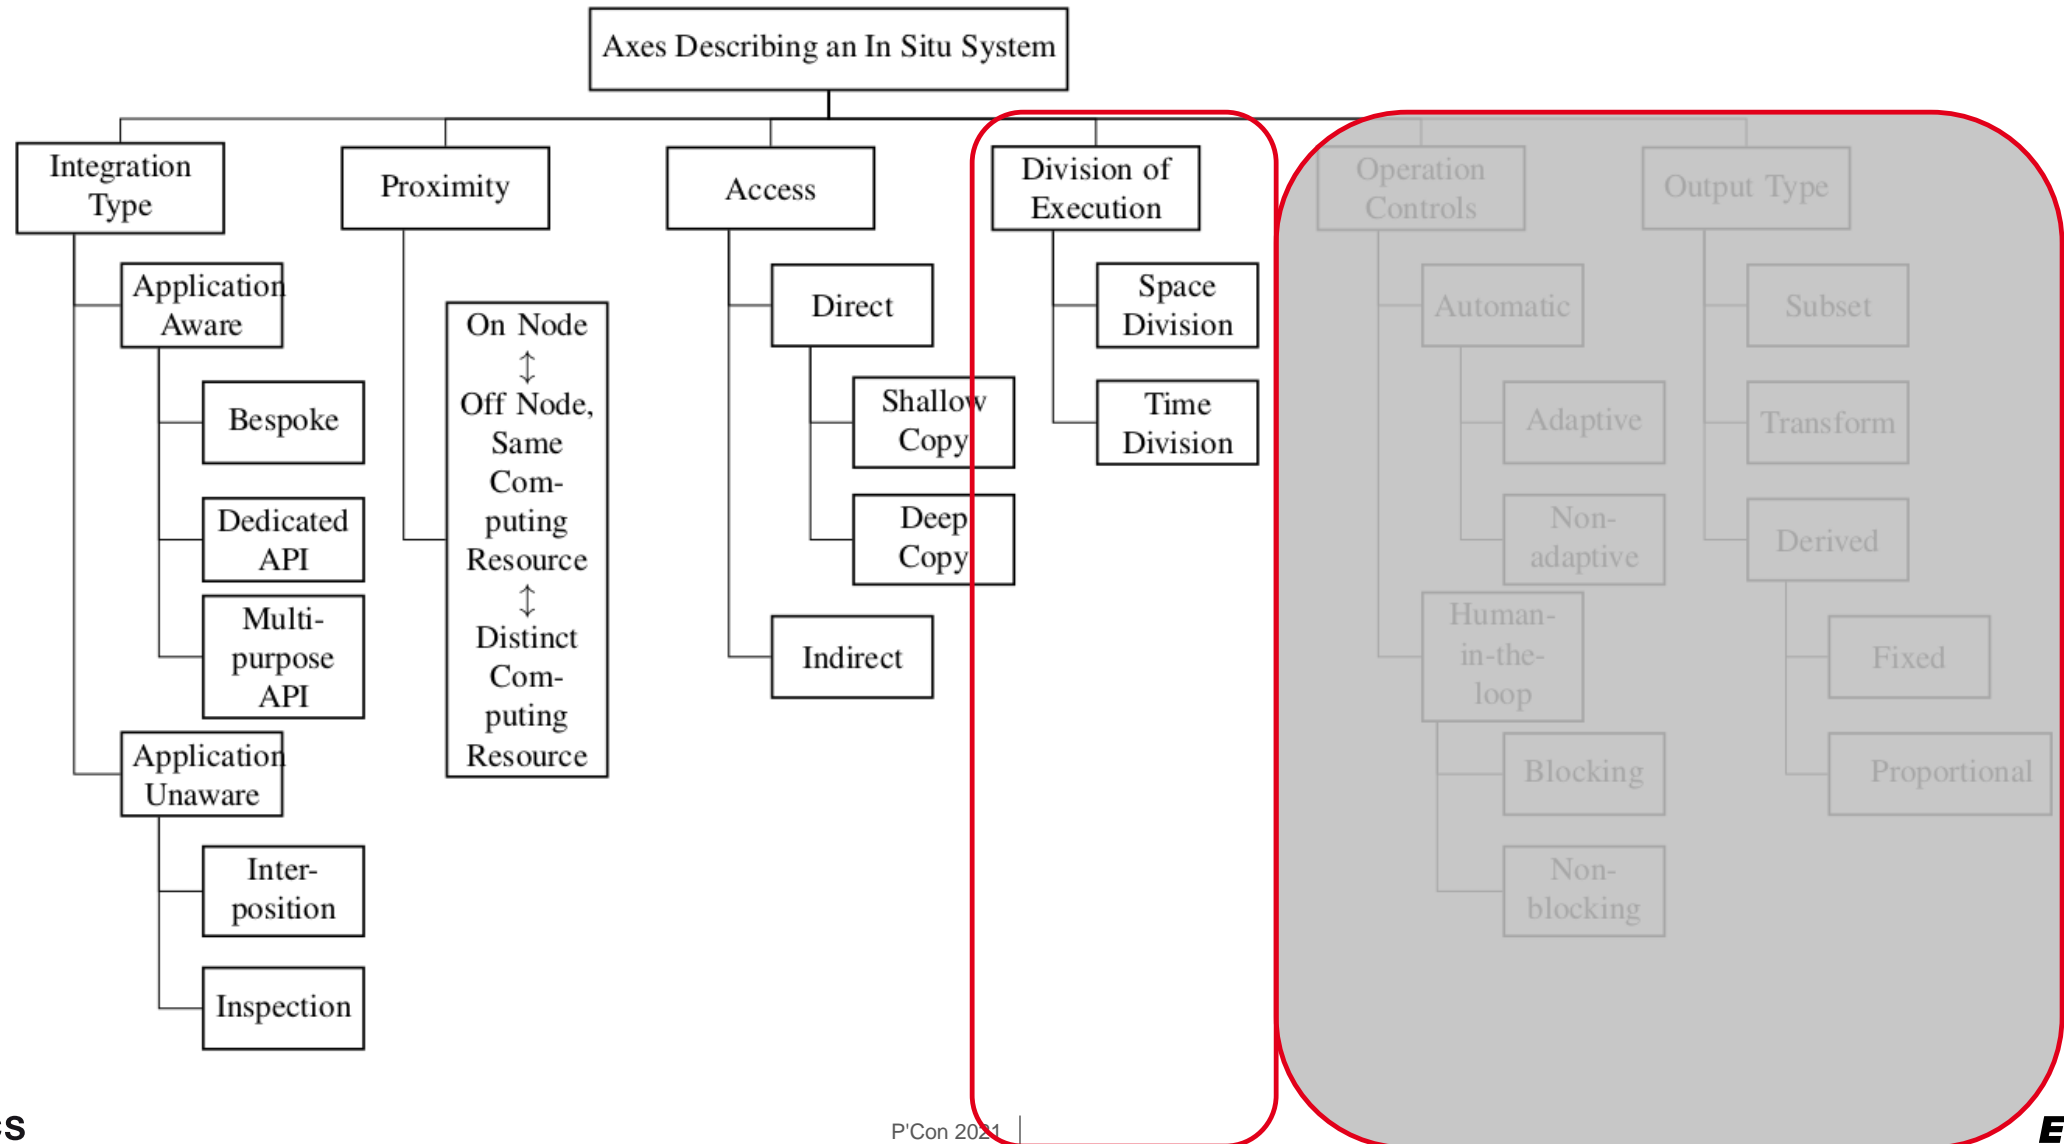 Axes Describing an In Situ System
Integration
Type
Application
Aware
Bespoke
Dedicated
API
Multi-
purpose
API
Application
Unaware
Inter-
position
Inspection
Proximity
On Node
↕
Off Node,
Same
Com-
puting
Resource
↕
Distinct
Com-
puting
Resource
Access
Direct
Shallow
Copy
Deep
Copy
Indirect
Division of
Execution
Space
Division
Time
Division
Operation
Controls
Automatic
Adaptive
Non-
adaptive
Human-
in-the-
loop
Blocking
Non-
blocking
Output Type
Subset
Transform
Derived
Fixed
Proportional
P'Con 2021